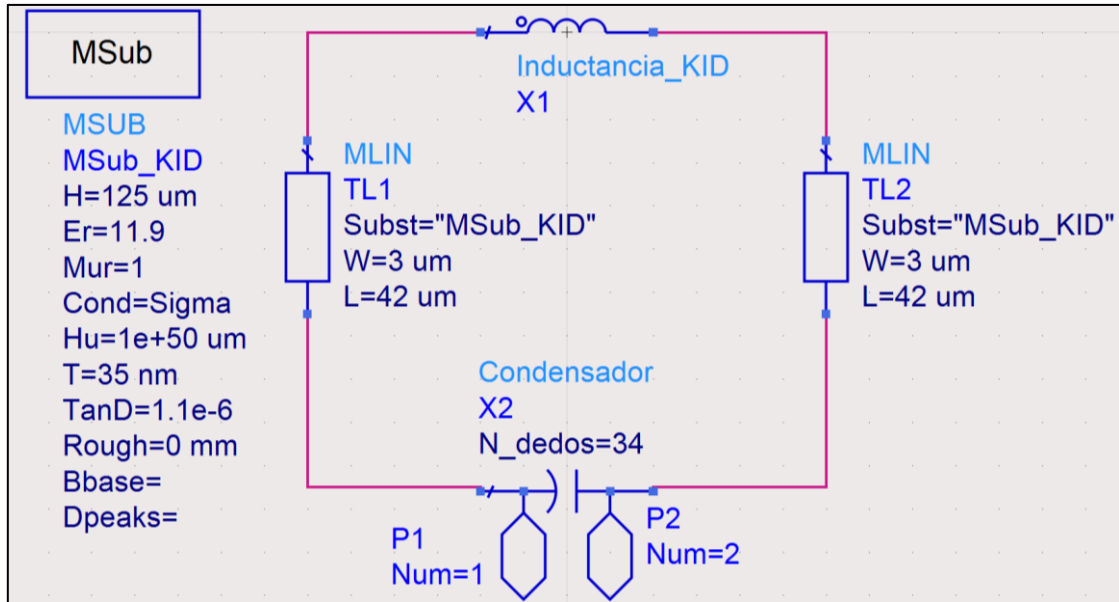 MSub
MSUB
MSub_KID
H=125 um
Er=11.9
Mur=1
Cond=Sigma
Hu=1e+50 um
T=35 nm
TanD=1.1e-6
Rough=0 mm
Bbase=
Dpeaks=
Inductancia_KID
X1
MLIN
TL1
Subst="MSub_KID"
W=3 um
L=42 um
MLIN
TL2
Subst="MSub_KID"
W=3 um
L=42 um
Condensador
X2
N_dedos=34
P1
Num=1
P2
Num=2